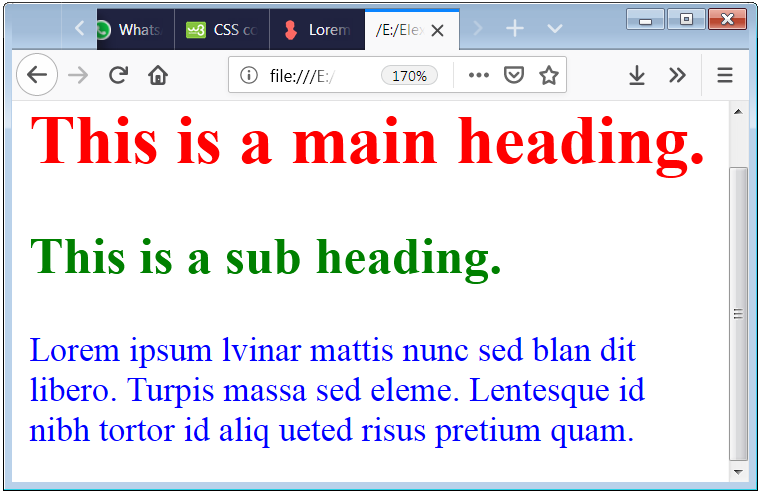 Whats
CSS co
Lorem
/E:/Ele
file:///E:/
170%
This is a main heading.
This is a sub heading.
Lorem ipsum lvinar mattis nunc sed blan dit
libero. Turpis massa sed eleme. Lentesque id
nibh tortor id aliq ueted risus pretium quam.